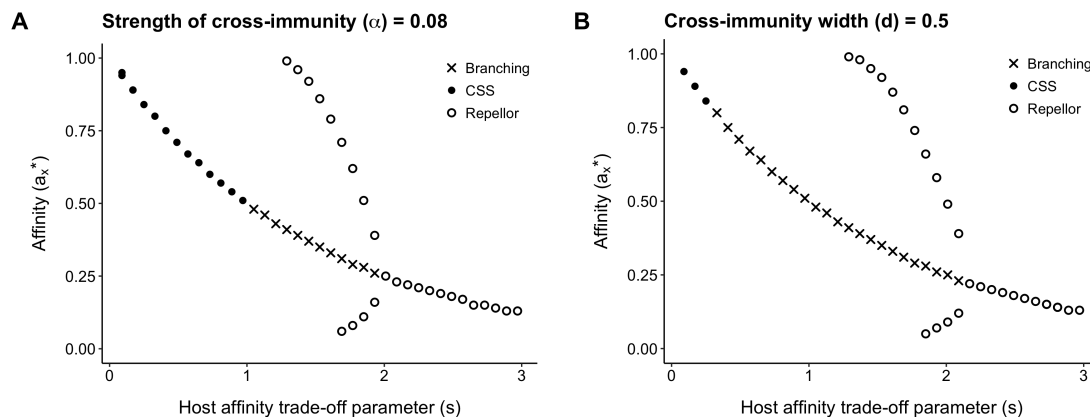 A
Strength of cross-immunity (α) = 0.08
1.00
0.75
0.50
0.25
0.00
Affinity (aₓ*)
Branching
CSS
Repellor
0
1
2
3
Host affinity trade-off parameter (s)
B
Cross-immunity width (d) = 0.5
1.00
0.75
0.50
0.25
0.00
Affinity (aₓ*)
Branching
CSS
Repellor
0
1
2
3
Host affinity trade-off parameter (s)